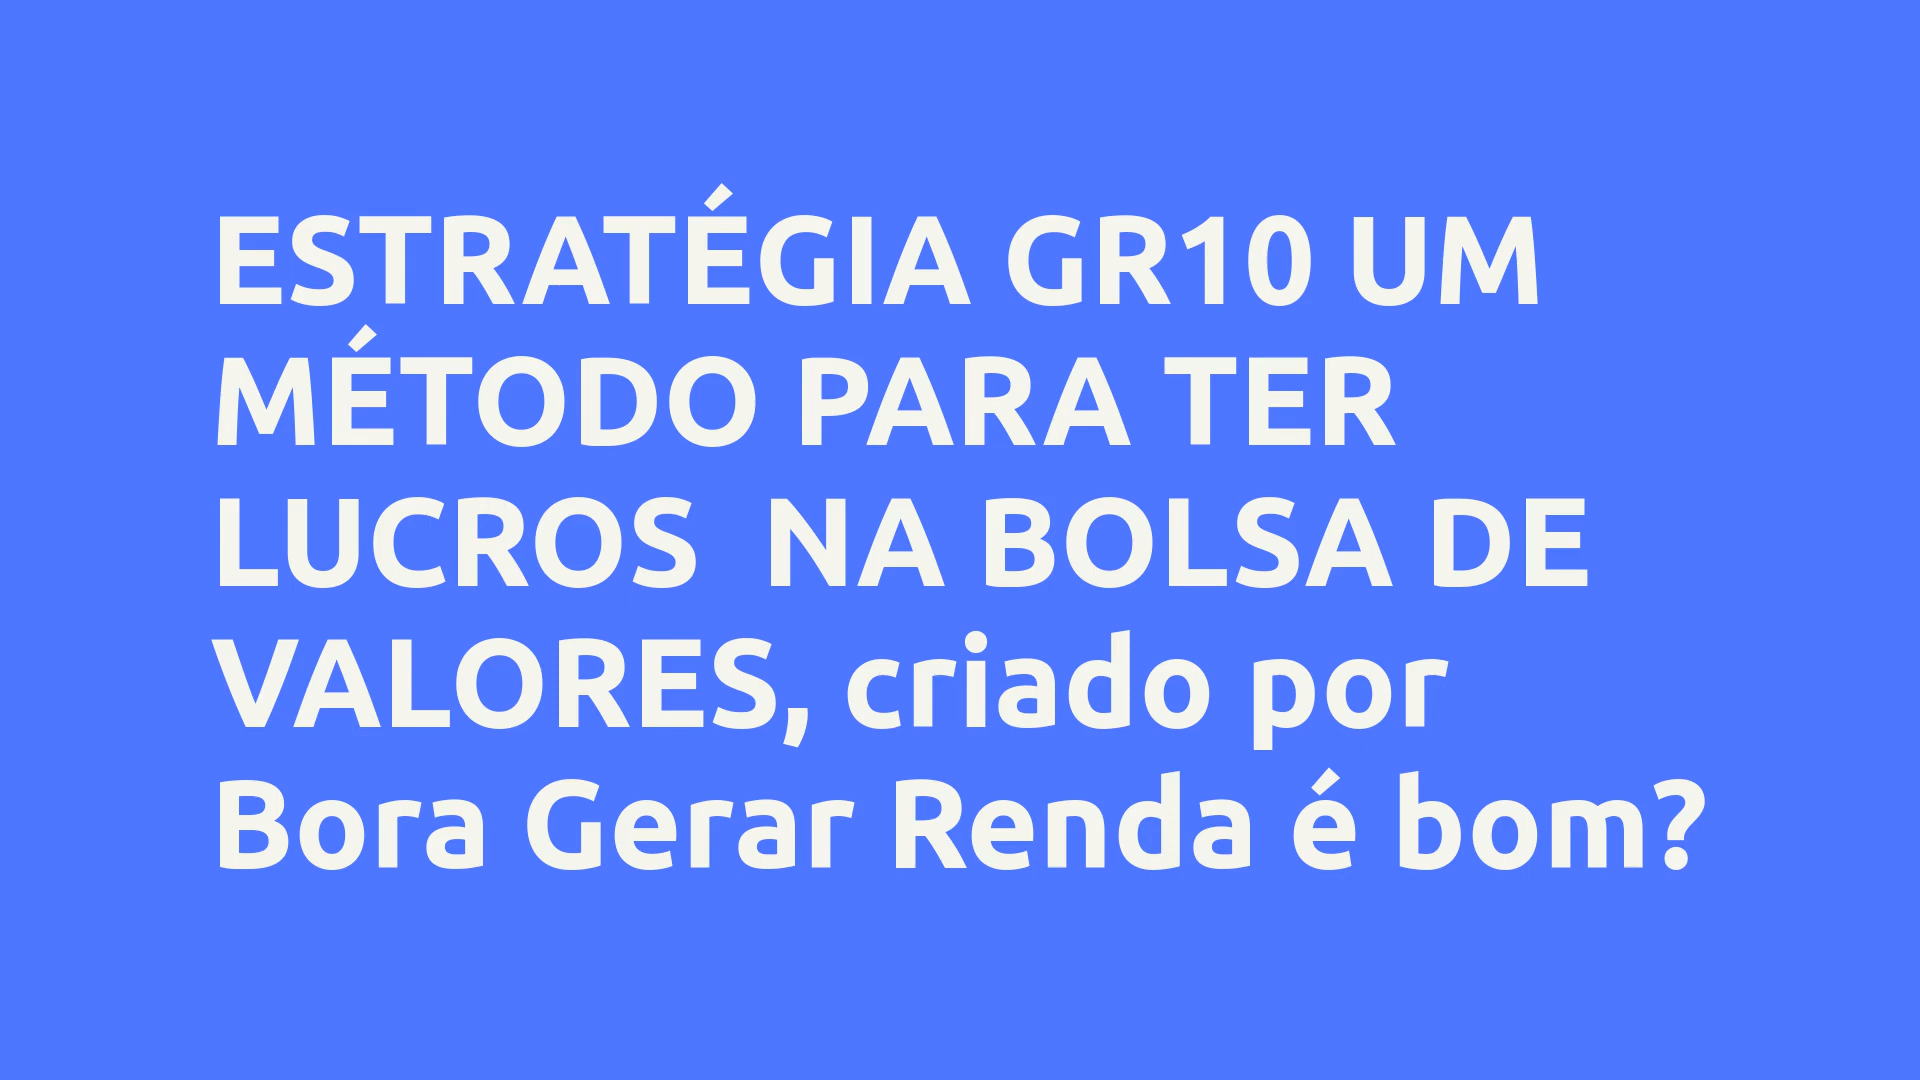 ESTRATÉGIA GR10 UM
MÉTODO PARA TER
LUCROS  NA BOLSA DE
VALORES, criado por
Bora Gerar Renda é bom?